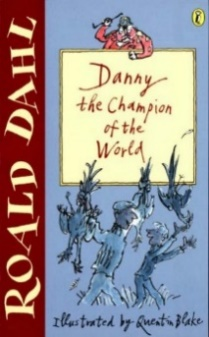 ROALD DAHL
Danny
the Champion
of the
World
Illustrated by Quentin Blake